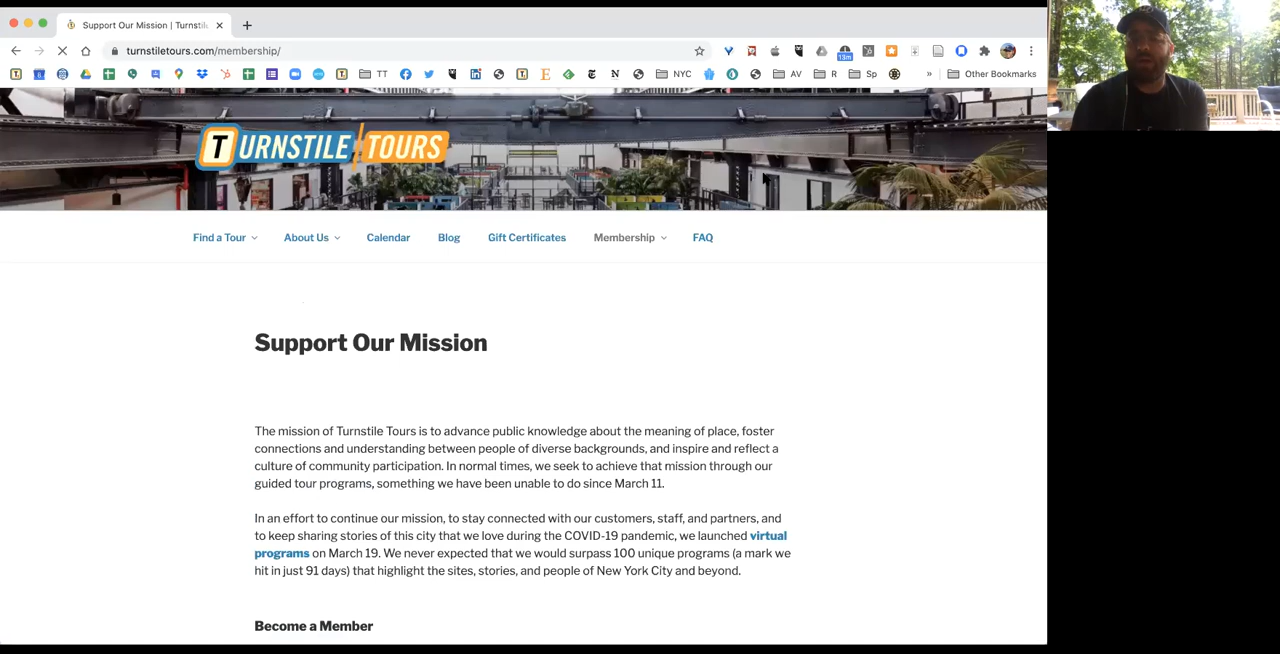 Support Our Mission | Turnstile
turnstiletours.com/membership/
13m
TT
NYC
AV
R
Sp
»
Other Bookmarks
TURNSTILE TOURS
Find a Tour
About Us
Calendar
Blog
Gift Certificates
Membership
FAQ
Support Our Mission
The mission of Turnstile Tours is to advance public knowledge about the meaning of place, foster
connections and understanding between people of diverse backgrounds, and inspire and reflect a
culture of community participation. In normal times, we seek to achieve that mission through our
guided tour programs, something we have been unable to do since March 11.
In an effort to continue our mission, to stay connected with our customers, staff, and partners, and
to keep sharing stories of this city that we love during the COVID-19 pandemic, we launched virtual
programs on March 19. We never expected that we would surpass 100 unique programs (a mark we
hit in just 91 days) that highlight the sites, stories, and people of New York City and beyond.
Become a Member